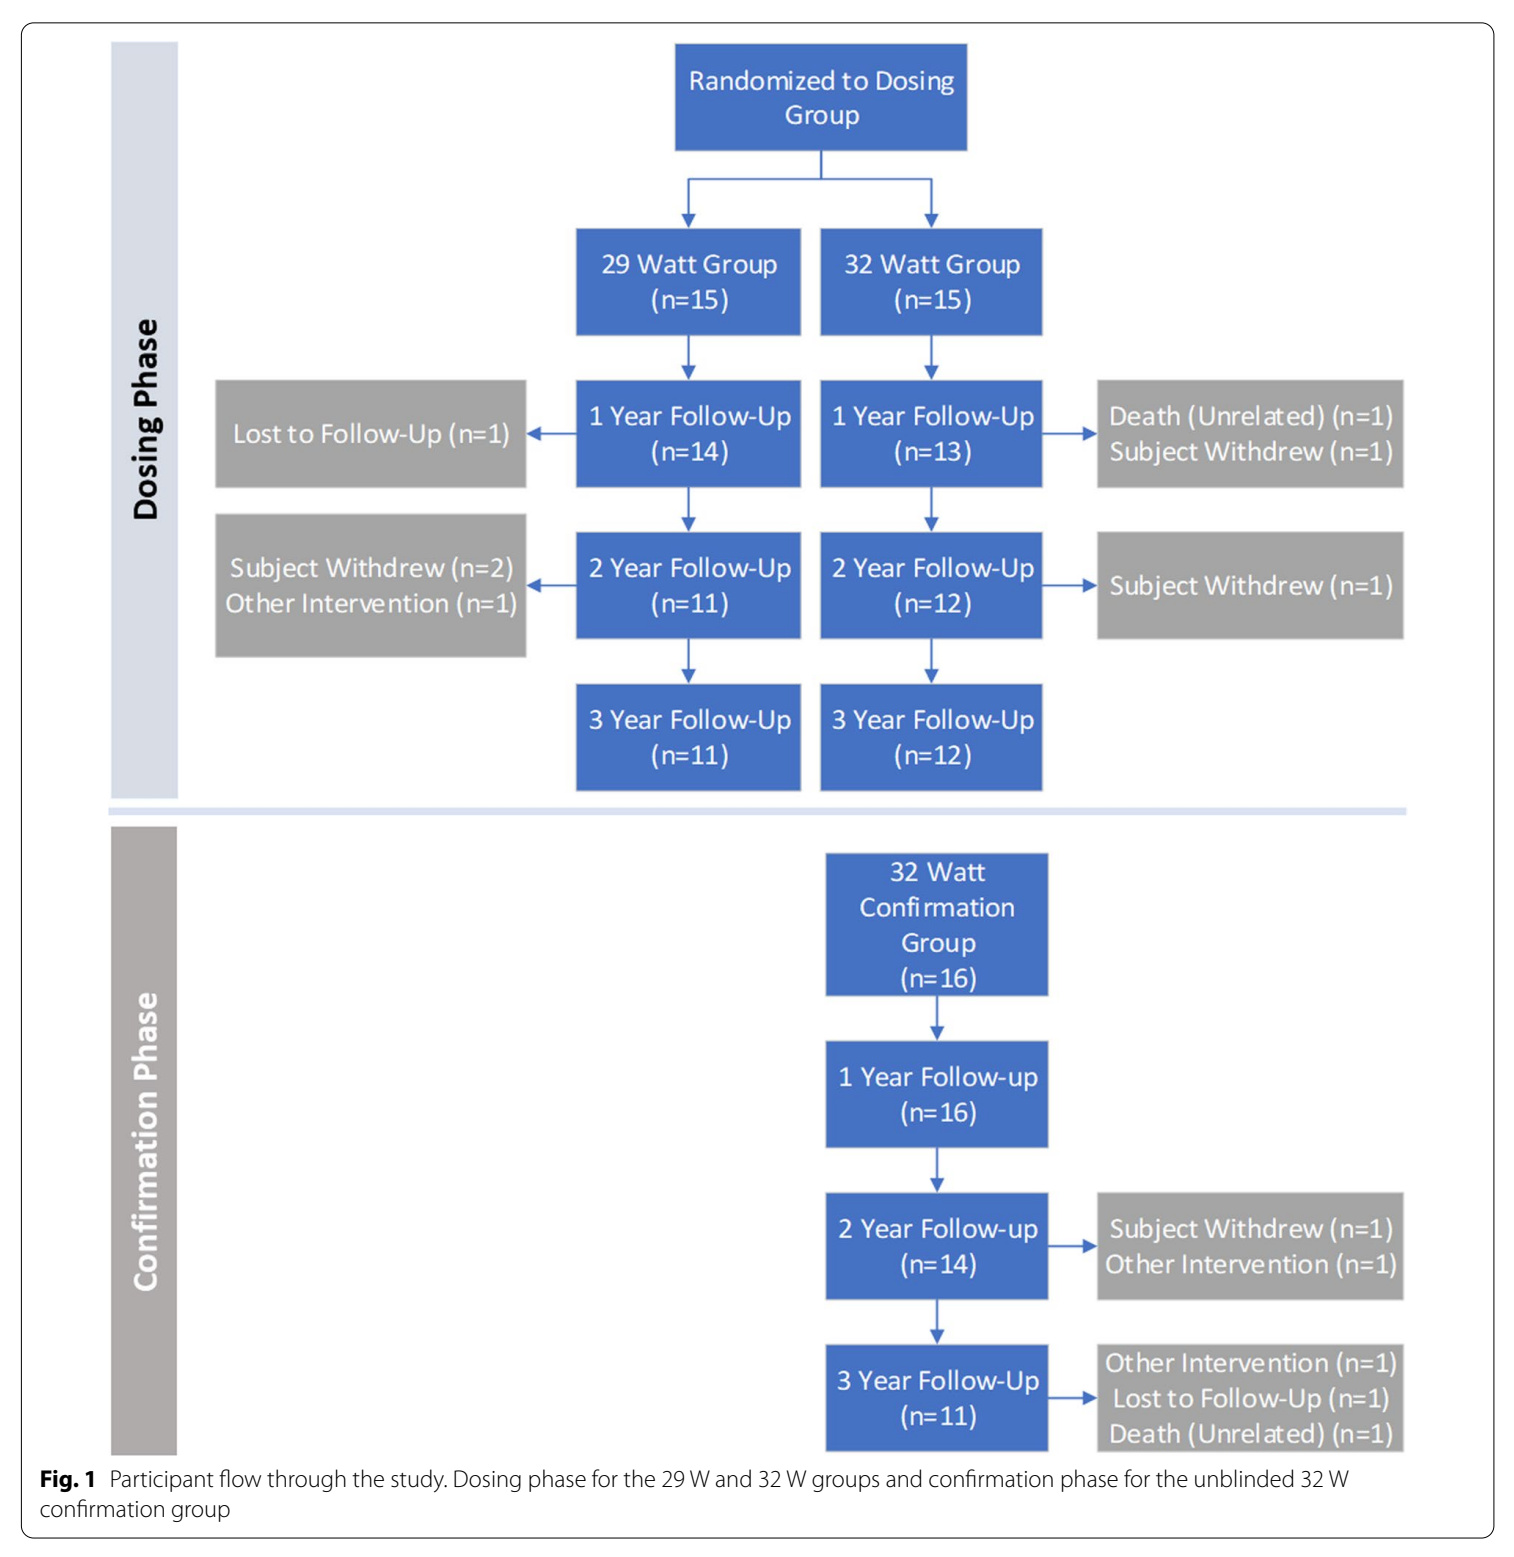 Dosing Phase
Randomized to Dosing
Group
29 Watt Group
(n=15)
32 Watt Group
(n=15)
Lost to Follow-Up (n=1)
1 Year Follow-Up
(n=14)
1 Year Follow-Up
(n=13)
Death (Unrelated) (n=1)
Subject Withdrew (n=1)
Subject Withdrew (n=2)
Other Intervention (n=1)
2 Year Follow-Up
(n=11)
2 Year Follow-Up
(n=12)
Subject Withdrew (n=1)
3 Year Follow-Up
(n=11)
3 Year Follow-Up
(n=12)
Confirmation Phase
32 Watt
Confirmation
Group
(n=16)
1 Year Follow-up
(n=16)
2 Year Follow-up
(n=14)
Subject Withdrew (n=1)
Other Intervention (n=1)
3 Year Follow-Up
(n=11)
Other Intervention (n=1)
Lost to Follow-Up (n=1)
Death (Unrelated) (n=1)
Fig. 1 Participant flow through the study. Dosing phase for the 29 W and 32 W groups and confirmation phase for the unblinded 32 W
confirmation group